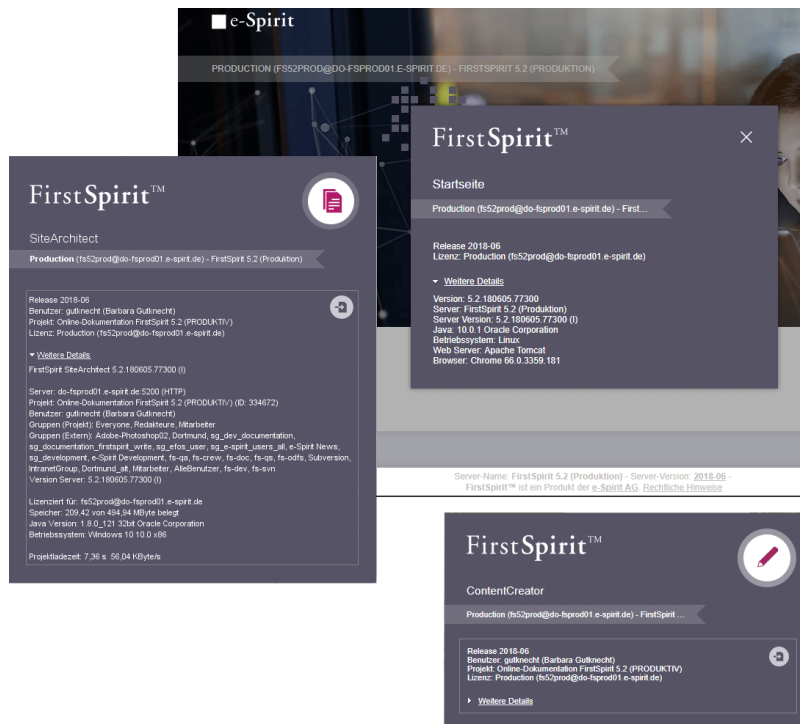 e-Spirit
PRODUCTION (FS52PROD@DO-FSPROD01.E-SPIRIT.DE) - FIRSTSPIRIT 5.2 (PRODUKTION)
FirstSpirit™
Startseite
Production (fs52prod@do-fsprod01.e-spirit.de) - First...
Release 2018-06
Lizenz: Production (fs52prod@do-fsprod01.e-spirit.de)
Weitere Details
Version: 5.2.180605.77300
Server: FirstSpirit 5.2 (Produktion)
Server Version: 5.2.180605.77300 (I)
Java: 10.0.1 Oracle Corporation
Betriebssystem: Linux
Web Server: Apache Tomcat
Browser: Chrome 66.0.3359.181
FirstSpirit™
SiteArchitect
Production (fs52prod@do-fsprod01.e-spirit.de) - FirstSpirit 5.2 (Produktion)
Release 2018-06
Benutzer: gutknecht (Barbara Gutknecht)
Projekt: Online-Dokumentation FirstSpirit 5.2 (PRODUKTIV)
Lizenz: Production (fs52prod@do-fsprod01.e-spirit.de)
Weitere Details
FirstSpirit SiteArchitect 5.2.180605.77300 (I)
Server: do-fsprod01.e-spirit.de:5200 (HTTP)
Projekt: Online-Dokumentation FirstSpirit 5.2 (PRODUKTIV) (ID: 334672)
Benutzer: gutknecht (Barbara Gutknecht)
Gruppen (Projekt): Everyone, Redakteure, Mitarbeiter
Gruppen (Extern): Adobe-Photoshop02, Dortmund, sg_dev_documentation,
sg_documentation_firstspirit_write, sg_efos_user, sg_e-spirit_users_all, e-Spirit News,
sg_development, e-Spirit Development, fs-qa, fs-crew, fs-doc, fs-qs, fs-odfs, Subversion,
IntranetGroup, Dortmund_alt, Mitarbeiter, AlleBenutzer, fs-dev, fs-svn
Version Server: 5.2.180605.77300 (I)
Lizenziert für: fs52prod@do-fsprod01.e-spirit.de
Speicher: 209,42 von 494,94 MByte belegt
Java Version: 1.8.0_121 32bit Oracle Corporation
Betriebssystem: Windows 10 10.0 x86
Projektladezeit: 7,36 s 56,04 KByte/s
Server-Name: FirstSpirit 5.2 (Produktion) - Server-Version: 2018-06 -
FirstSpirit™ ist ein Produkt der e-Spirit AG. Rechtliche Hinweise
FirstSpirit™
ContentCreator
Production (fs52prod@do-fsprod01.e-spirit.de) - FirstSpirit ...
Release 2018-06
Benutzer: gutknecht (Barbara Gutknecht)
Projekt: Online-Dokumentation FirstSpirit 5.2 (PRODUKTIV)
Lizenz: Production (fs52prod@do-fsprod01.e-spirit.de)
Weitere Details